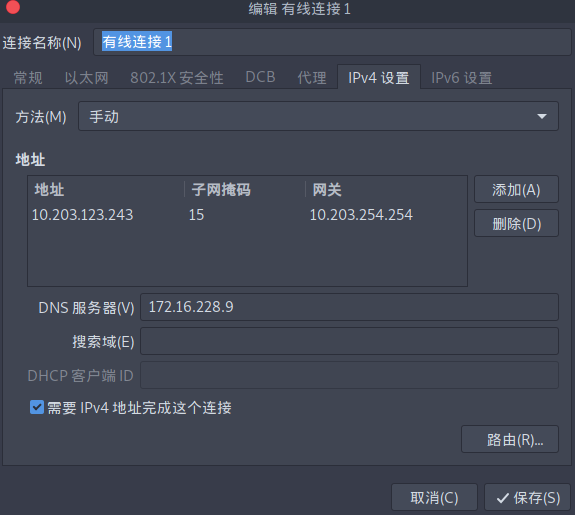 编辑 有线连接 1
连接名称(N) 有线连接 1
常规 以太网 802.1X 安全性 DCB 代理 IPv4 设置 IPv6 设置
方法(M) 手动
地址
地址 子网掩码 网关 添加(A)
10.203.123.243 15 10.203.254.254
删除(D)
DNS 服务器(V) 172.16.228.9
搜索域(E)
DHCP 客户端 ID
需要 IPv4 地址完成这个连接
路由(R)...
取消(C) 保存(S)